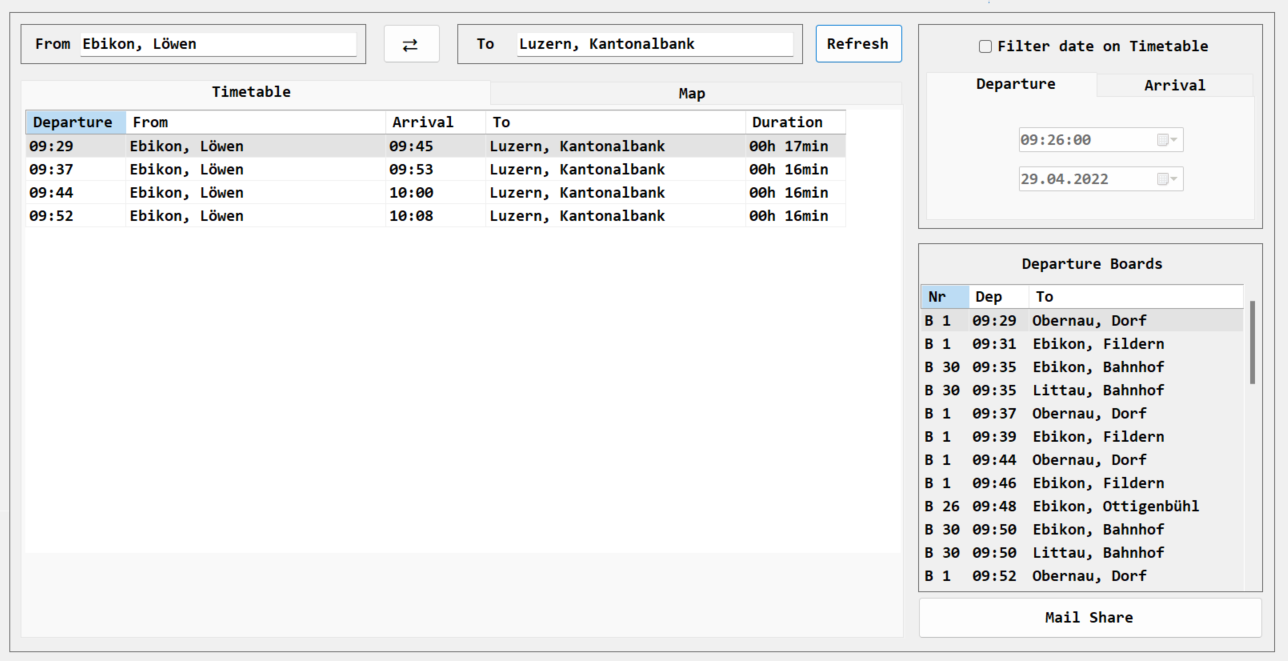 From Ebikon, Löwen ⇄ To Luzern, Kantonalbank Refresh
Timetable Map
Departure From Arrival To Duration
09:29 Ebikon, Löwen 09:45 Luzern, Kantonalbank 00h 17min
09:37 Ebikon, Löwen 09:53 Luzern, Kantonalbank 00h 16min
09:44 Ebikon, Löwen 10:00 Luzern, Kantonalbank 00h 16min
09:52 Ebikon, Löwen 10:08 Luzern, Kantonalbank 00h 16min
Filter date on Timetable
Departure Arrival
09:26:00
29.04.2022
Departure Boards
Nr Dep To
B 1 09:29 Obernau, Dorf
B 1 09:31 Ebikon, Fildern
B 30 09:35 Ebikon, Bahnhof
B 30 09:35 Littau, Bahnhof
B 1 09:37 Obernau, Dorf
B 1 09:39 Ebikon, Fildern
B 1 09:44 Obernau, Dorf
B 1 09:46 Ebikon, Fildern
B 26 09:48 Ebikon, Ottigenbühl
B 30 09:50 Ebikon, Bahnhof
B 30 09:50 Littau, Bahnhof
B 1 09:52 Obernau, Dorf
Mail Share